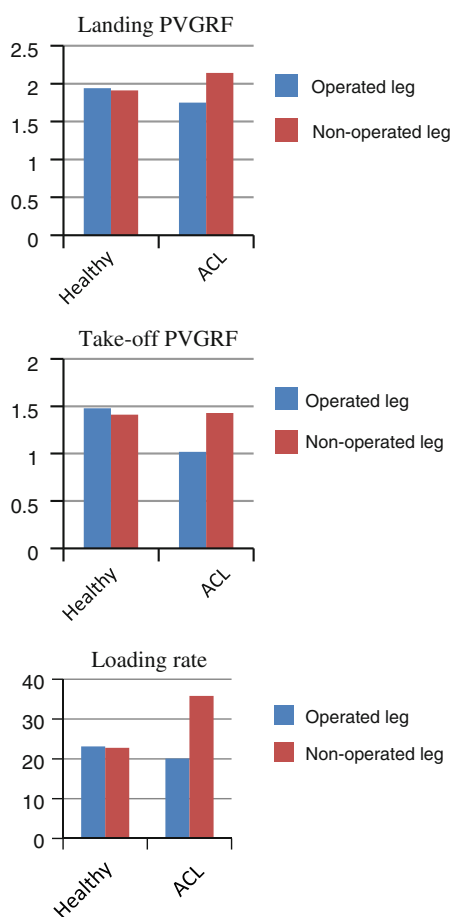 Landing PVGRF
2.5
2
1.5
1
0.5
0
Healthy
ACL
Operated leg
Non-operated leg
Take-off PVGRF
2
1.5
1
0.5
0
Healthy
ACL
Operated leg
Non-operated leg
Loading rate
40
30
20
10
0
Healthy
ACL
Operated leg
Non-operated leg